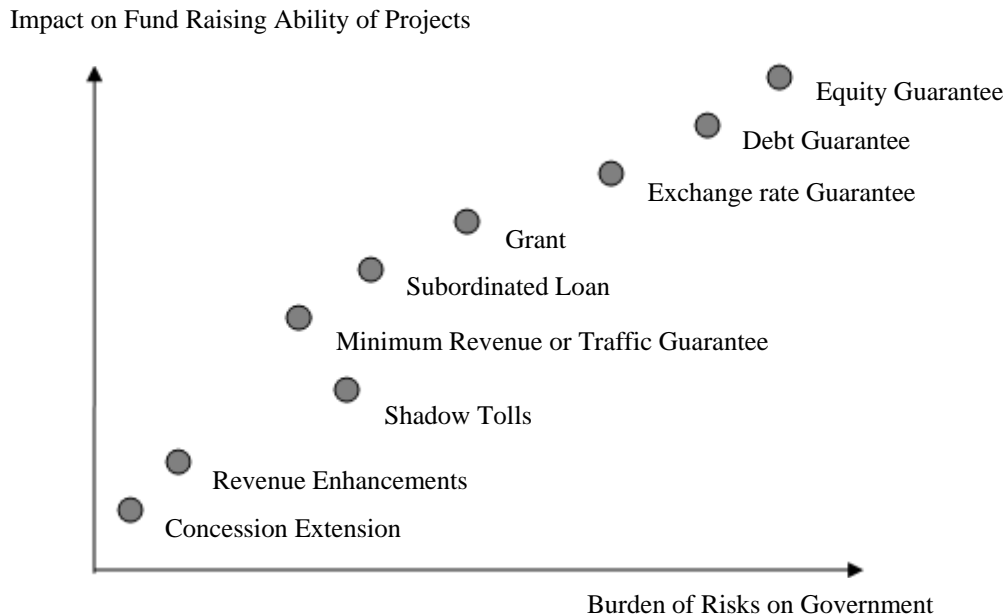 Impact on Fund Raising Ability of Projects
Equity Guarantee
Debt Guarantee
Exchange rate Guarantee
Grant
Subordinated Loan
Minimum Revenue or Traffic Guarantee
Shadow Tolls
Revenue Enhancements
Concession Extension
Burden of Risks on Government